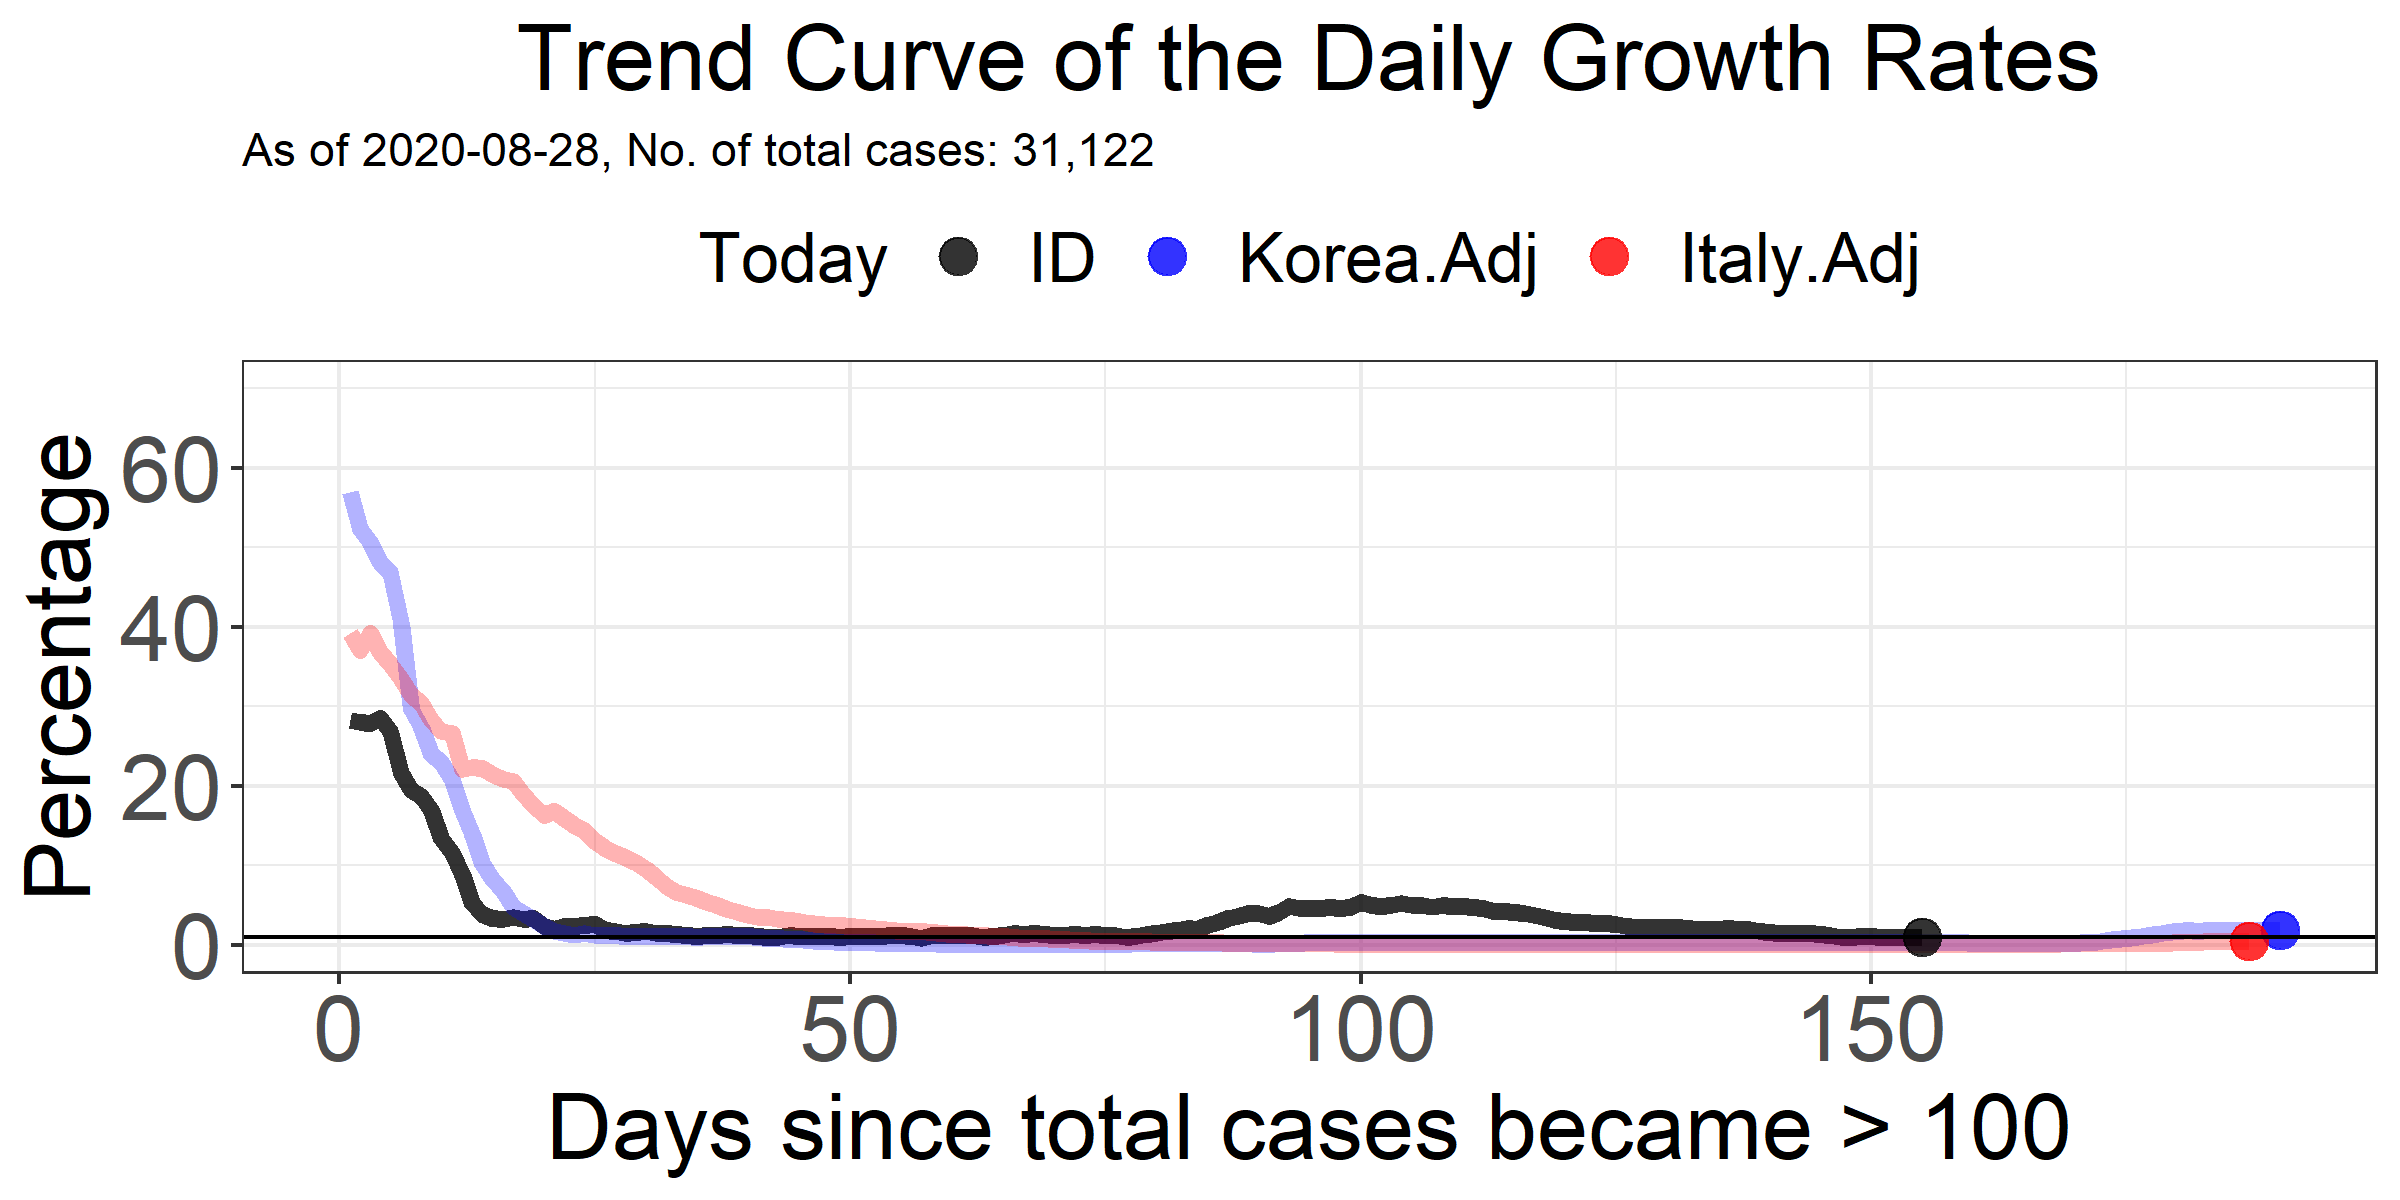 Trend Curve of the Daily Growth Rates
As of 2020-08-28, No. of total cases: 31,122
Today ID Korea.Adj Italy.Adj
Percentage
60
40
20
0
0 50 100 150
Days since total cases became > 100